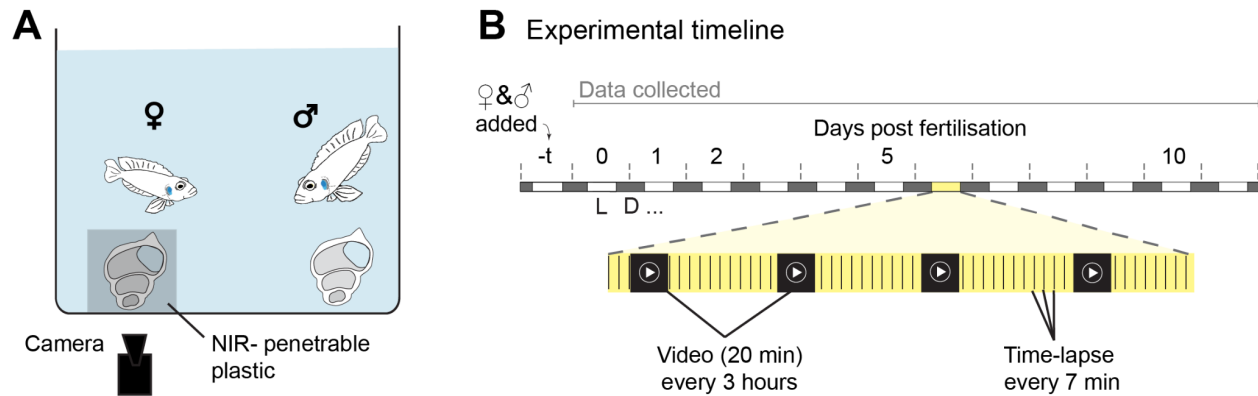 A
♀
♂
Camera
NIR- penetrable
plastic
B Experimental timeline
Data collected
♀&♂
added
Days post fertilisation
-t 0 1 2 5 10
L D ...
Video (20 min)
every 3 hours
Time-lapse
every 7 min